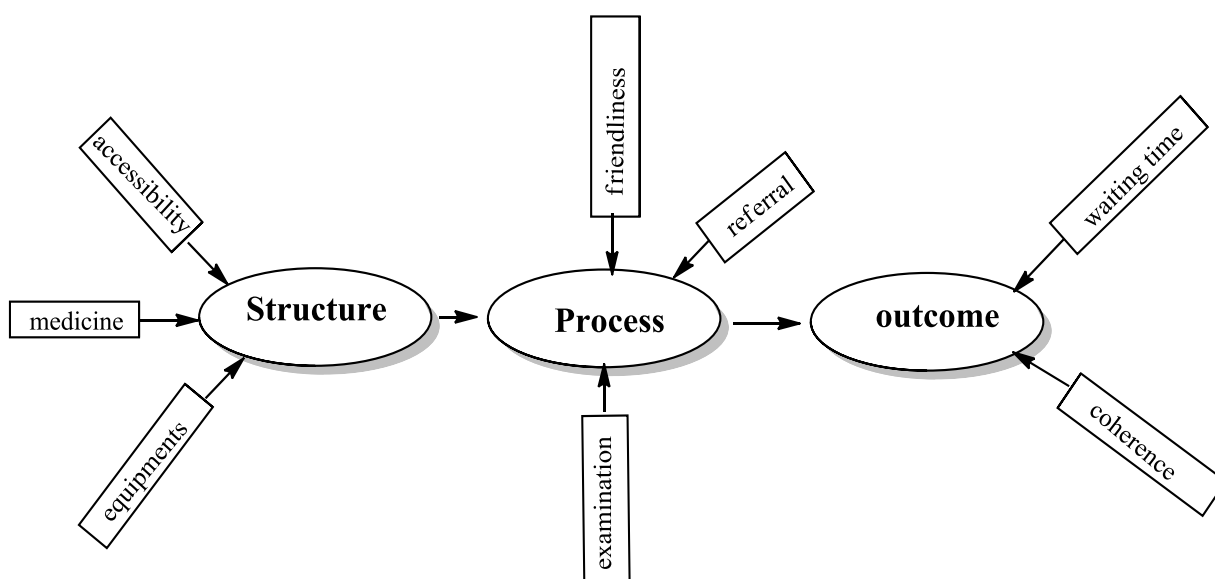 accessibility
medicine
equipments
Structure
friendliness
referral
Process
examination
waiting time
outcome
coherence